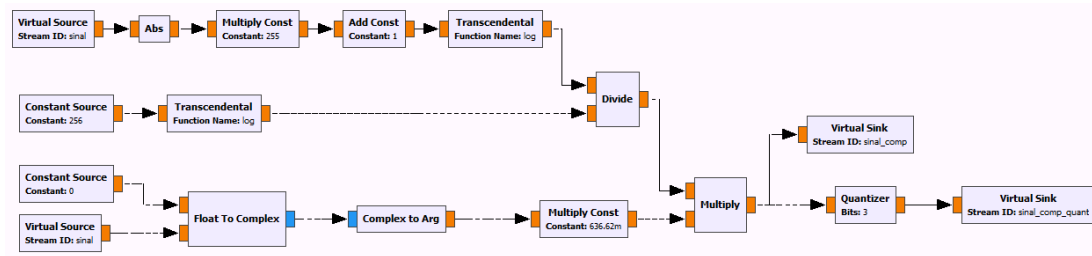 Virtual Source
Stream ID: sinal
Abs
Multiply Const
Constant: 255
Add Const
Constant: 1
Transcendental
Function Name: log
Constant Source
Constant: 256
Transcendental
Function Name: log
Divide
Virtual Sink
Stream ID: sinal_comp
Constant Source
Constant: 0
Virtual Source
Stream ID: sinal
Float To Complex
Complex to Arg
Multiply Const
Constant: 636.62m
Multiply
Quantizer
Bits: 3
Virtual Sink
Stream ID: sinal_comp_quant